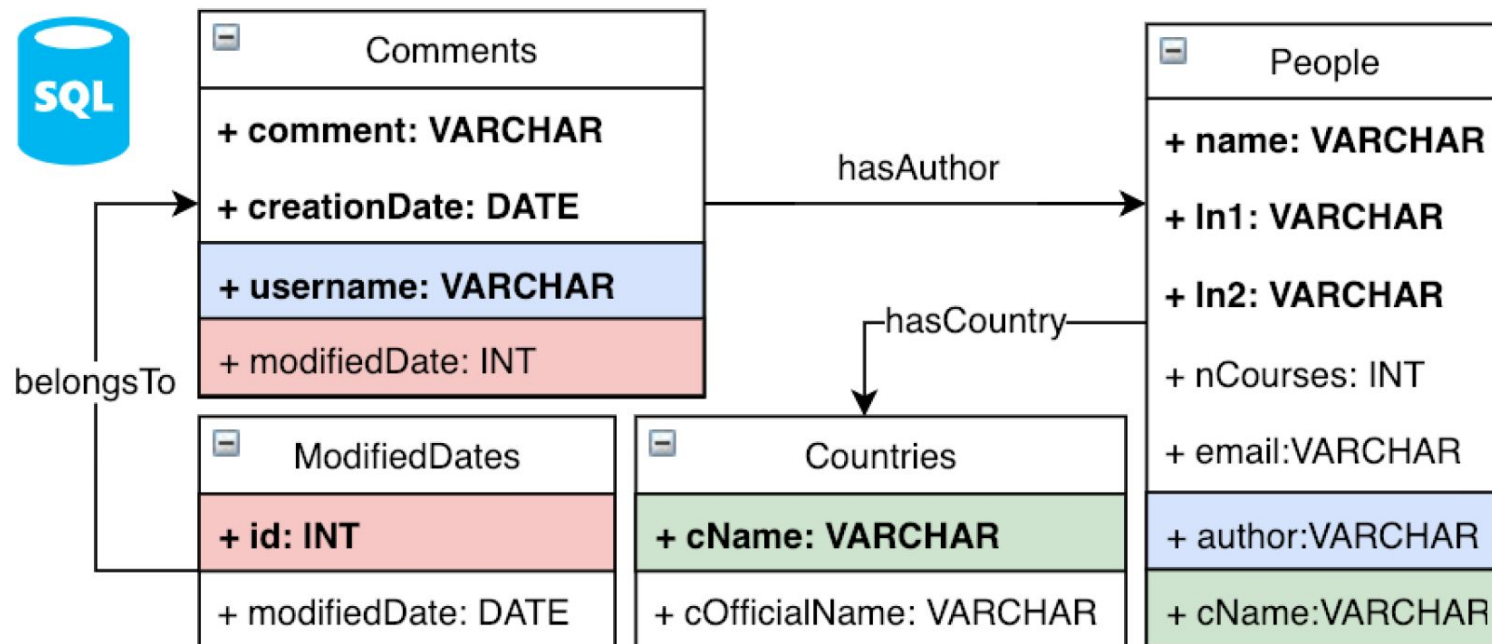 SQL
Comments
+ comment: VARCHAR
+ creationDate: DATE
+ username: VARCHAR
+ modifiedDate: INT
hasAuthor
People
+ name: VARCHAR
+ ln1: VARCHAR
+ ln2: VARCHAR
+ nCourses: INT
+ email:VARCHAR
+ author:VARCHAR
+ cName:VARCHAR
hasCountry
belongsTo
ModifiedDates
+ id: INT
+ modifiedDate: DATE
Countries
+ cName: VARCHAR
+ cOfficialName: VARCHAR